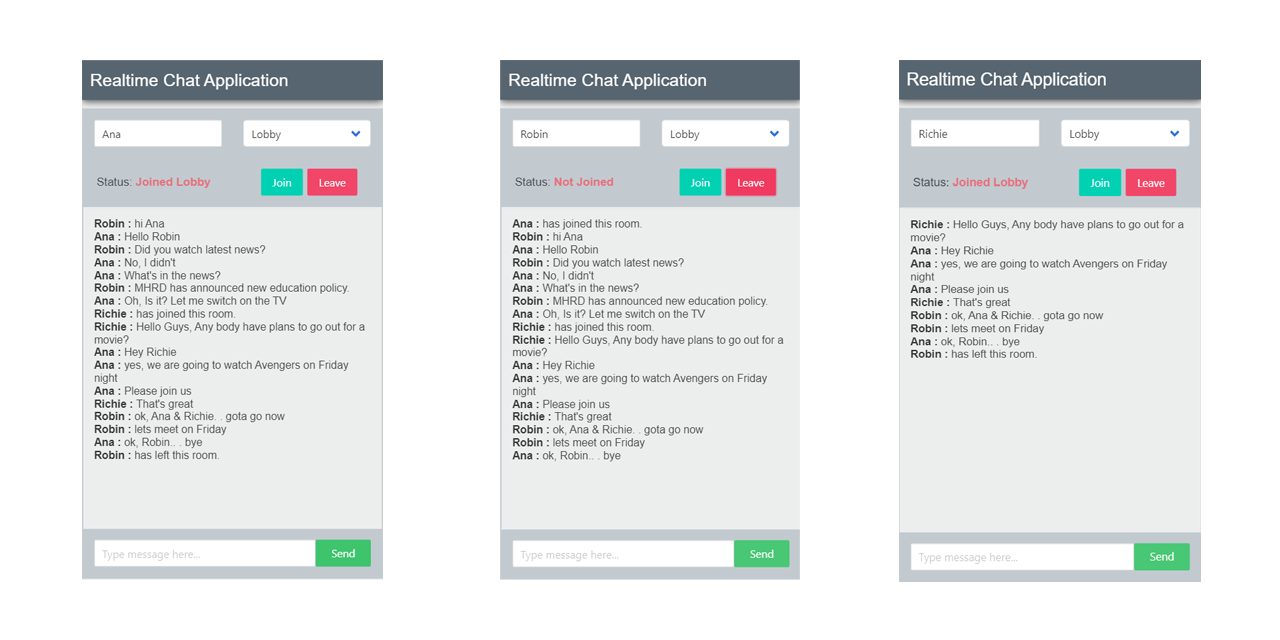 Realtime Chat Application
Ana
Lobby
Status: Joined Lobby
Join
Leave
Robin : hi Ana
Ana : Hello Robin
Robin : Did you watch latest news?
Ana : No, I didn't
Ana : What's in the news?
Robin : MHRD has announced new education policy.
Ana : Oh, Is it? Let me switch on the TV
Richie : has joined this room.
Richie : Hello Guys, Any body have plans to go out for a
movie?
Ana : Hey Richie
Ana : yes, we are going to watch Avengers on Friday
night
Ana : Please join us
Richie : That's great
Robin : ok, Ana & Richie. . gota go now
Robin : lets meet on Friday
Ana : ok, Robin.. . bye
Robin : has left this room.
Type message here...
Send
Realtime Chat Application
Robin
Lobby
Status: Not Joined
Join
Leave
Ana : has joined this room.
Robin : hi Ana
Ana : Hello Robin
Robin : Did you watch latest news?
Ana : No, I didn't
Ana : What's in the news?
Robin : MHRD has announced new education policy.
Ana : Oh, Is it? Let me switch on the TV
Richie : has joined this room.
Richie : Hello Guys, Any body have plans to go out for a
movie?
Ana : Hey Richie
Ana : yes, we are going to watch Avengers on Friday
night
Ana : Please join us
Richie : That's great
Robin : ok, Ana & Richie. . gota go now
Robin : lets meet on Friday
Ana : ok, Robin.. . bye
Type message here...
Send
Realtime Chat Application
Richie
Lobby
Status: Joined Lobby
Join
Leave
Richie : Hello Guys, Any body have plans to go out for a
movie?
Ana : Hey Richie
Ana : yes, we are going to watch Avengers on Friday
night
Ana : Please join us
Richie : That's great
Robin : ok, Ana & Richie. . gota go now
Robin : lets meet on Friday
Ana : ok, Robin.. . bye
Robin : has left this room.
Type message here...
Send